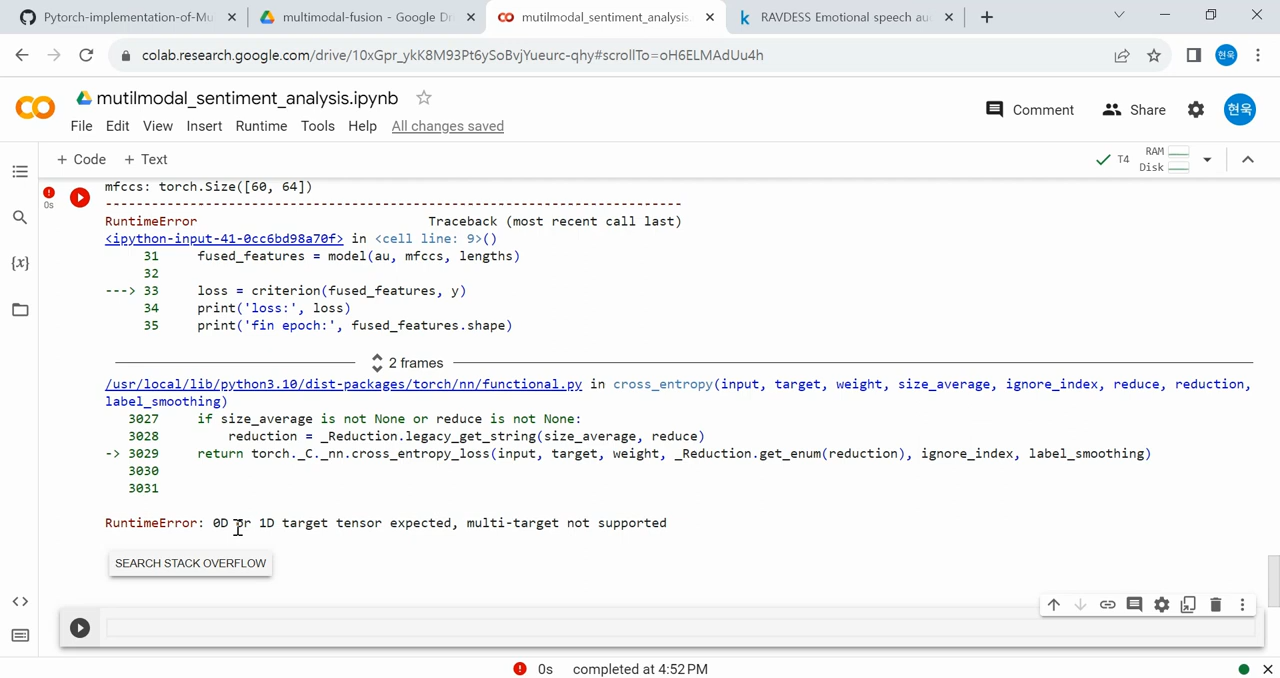 Pytorch-implementation-of-Mu
multimodal-fusion - Google Dr
mutilmodal_sentiment_analysis.
RAVDESS Emotional speech au
colab.research.google.com/drive/10xGpr_ykK8M93Pt6ySoBvjYueurc-qhy#scrollTo=oH6ELMAdUu4h
현욱
mutilmodal_sentiment_analysis.ipynb
File Edit View Insert Runtime Tools Help All changes saved
Comment Share 현욱
+ Code + Text
T4 RAM
Disk
mfccs: torch.Size([60, 64])
0s
---------------------------------------------------------------------------
RuntimeError Traceback (most recent call last)
<ipython-input-41-0cc6bd98a70f> in <cell line: 9>()
31 fused_features = model(au, mfccs, lengths)
32
---> 33 loss = criterion(fused_features, y)
34 print('loss:', loss)
35 print('fin epoch:', fused_features.shape)
2 frames
/usr/local/lib/python3.10/dist-packages/torch/nn/functional.py in cross_entropy(input, target, weight, size_average, ignore_index, reduce, reduction,
label_smoothing)
3027 if size_average is not None or reduce is not None:
3028 reduction = _Reduction.legacy_get_string(size_average, reduce)
-> 3029 return torch._C._nn.cross_entropy_loss(input, target, weight, _Reduction.get_enum(reduction), ignore_index, label_smoothing)
3030
3031
RuntimeError: 0D or 1D target tensor expected, multi-target not supported
SEARCH STACK OVERFLOW
0s completed at 4:52 PM